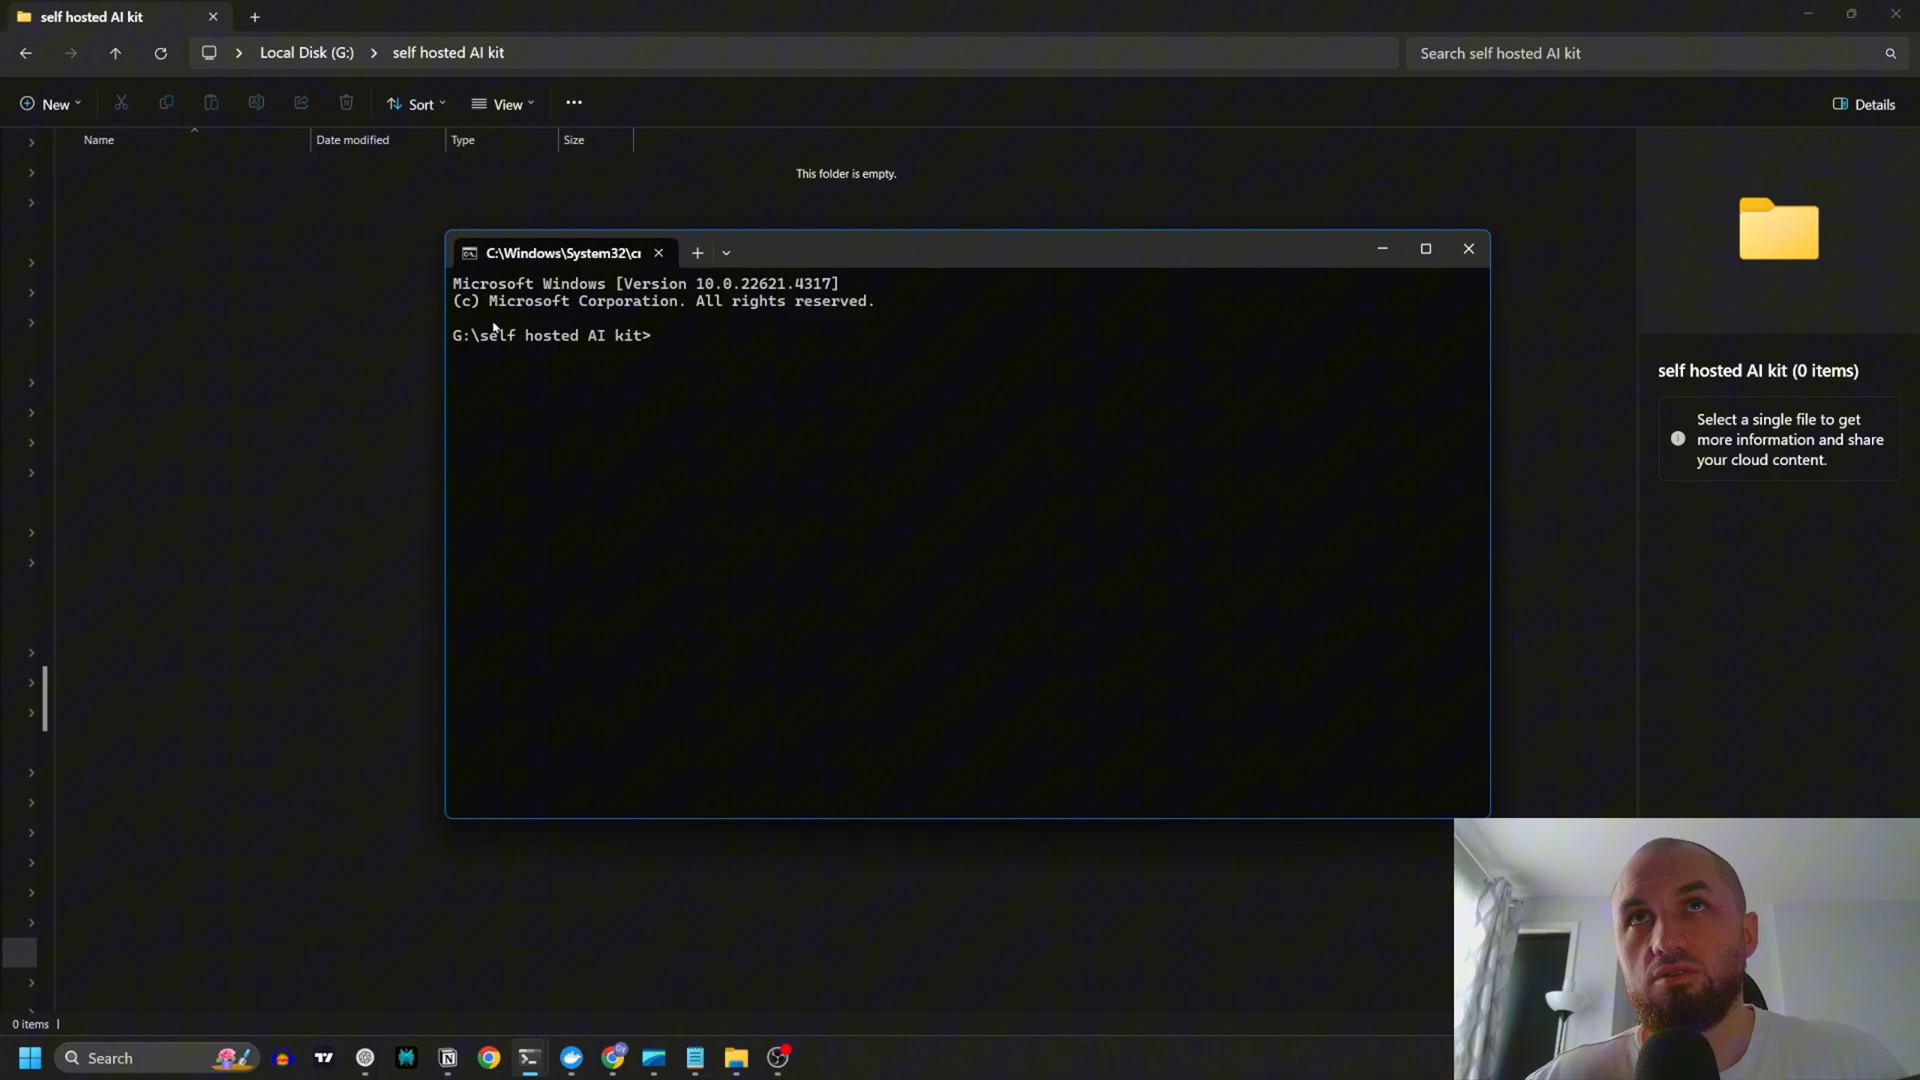 self hosted AI kit
Local Disk (G:)
self hosted AI kit
Search self hosted AI kit
New
Sort
View
Details
Name
Date modified
Type
Size
This folder is empty.
C:\Windows\System32\c
Microsoft Windows [Version 10.0.22621.4317]
(c) Microsoft Corporation. All rights reserved.
G:\self hosted AI kit>
self hosted AI kit (0 items)
Select a single file to get
more information and share
your cloud content.
0 items
Search